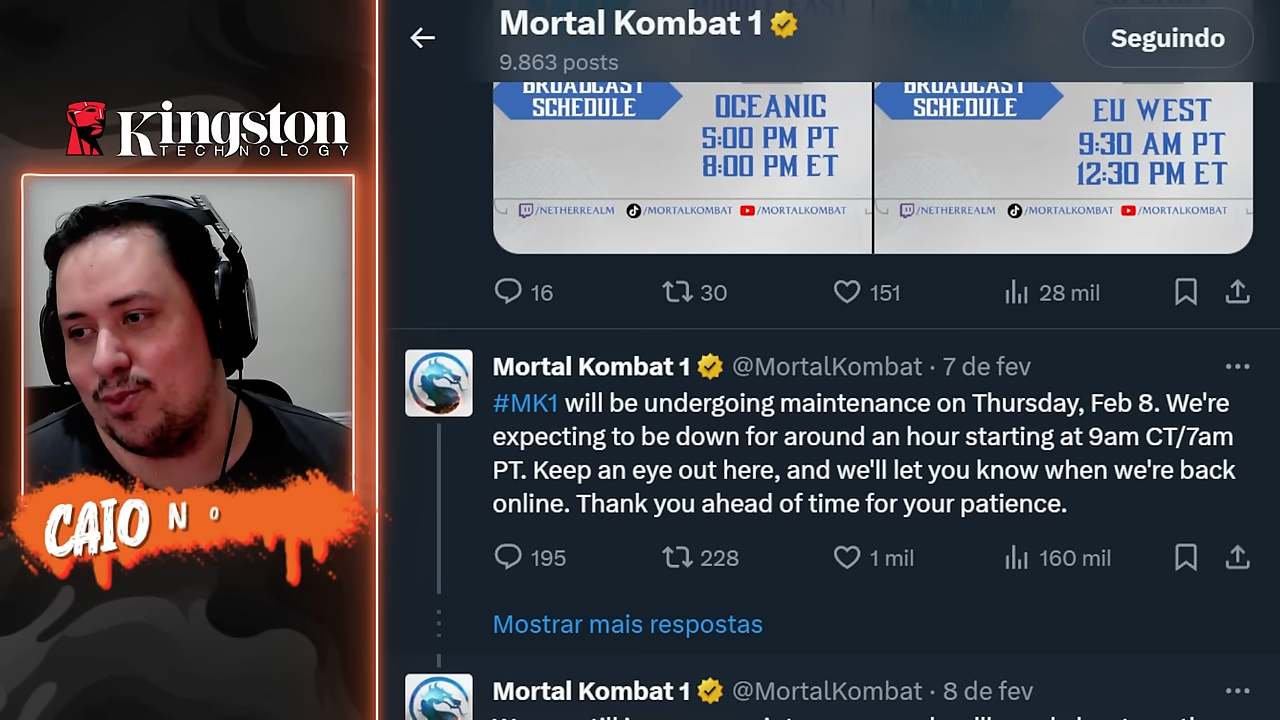 Kingston
TECHNOLOGY
CAIO N O
Mortal Kombat 1
9.863 posts
Seguindo
BROADCAST
SCHEDULE
OCEANIC
5:00 PM PT
8:00 PM ET
/NETHERREALM /MORTALKOMBAT /MORTALKOMBAT
BROADCAST
SCHEDULE
EU WEST
9:30 AM PT
12:30 PM ET
/NETHERREALM /MORTALKOMBAT /MORTALKOMBAT
16 30 151 28 mil
Mortal Kombat 1 @MortalKombat · 7 de fev
#MK1 will be undergoing maintenance on Thursday, Feb 8. We're
expecting to be down for around an hour starting at 9am CT/7am
PT. Keep an eye out here, and we'll let you know when we're back
online. Thank you ahead of time for your patience.
195 228 1 mil 160 mil
Mostrar mais respostas
Mortal Kombat 1 @MortalKombat · 8 de fev